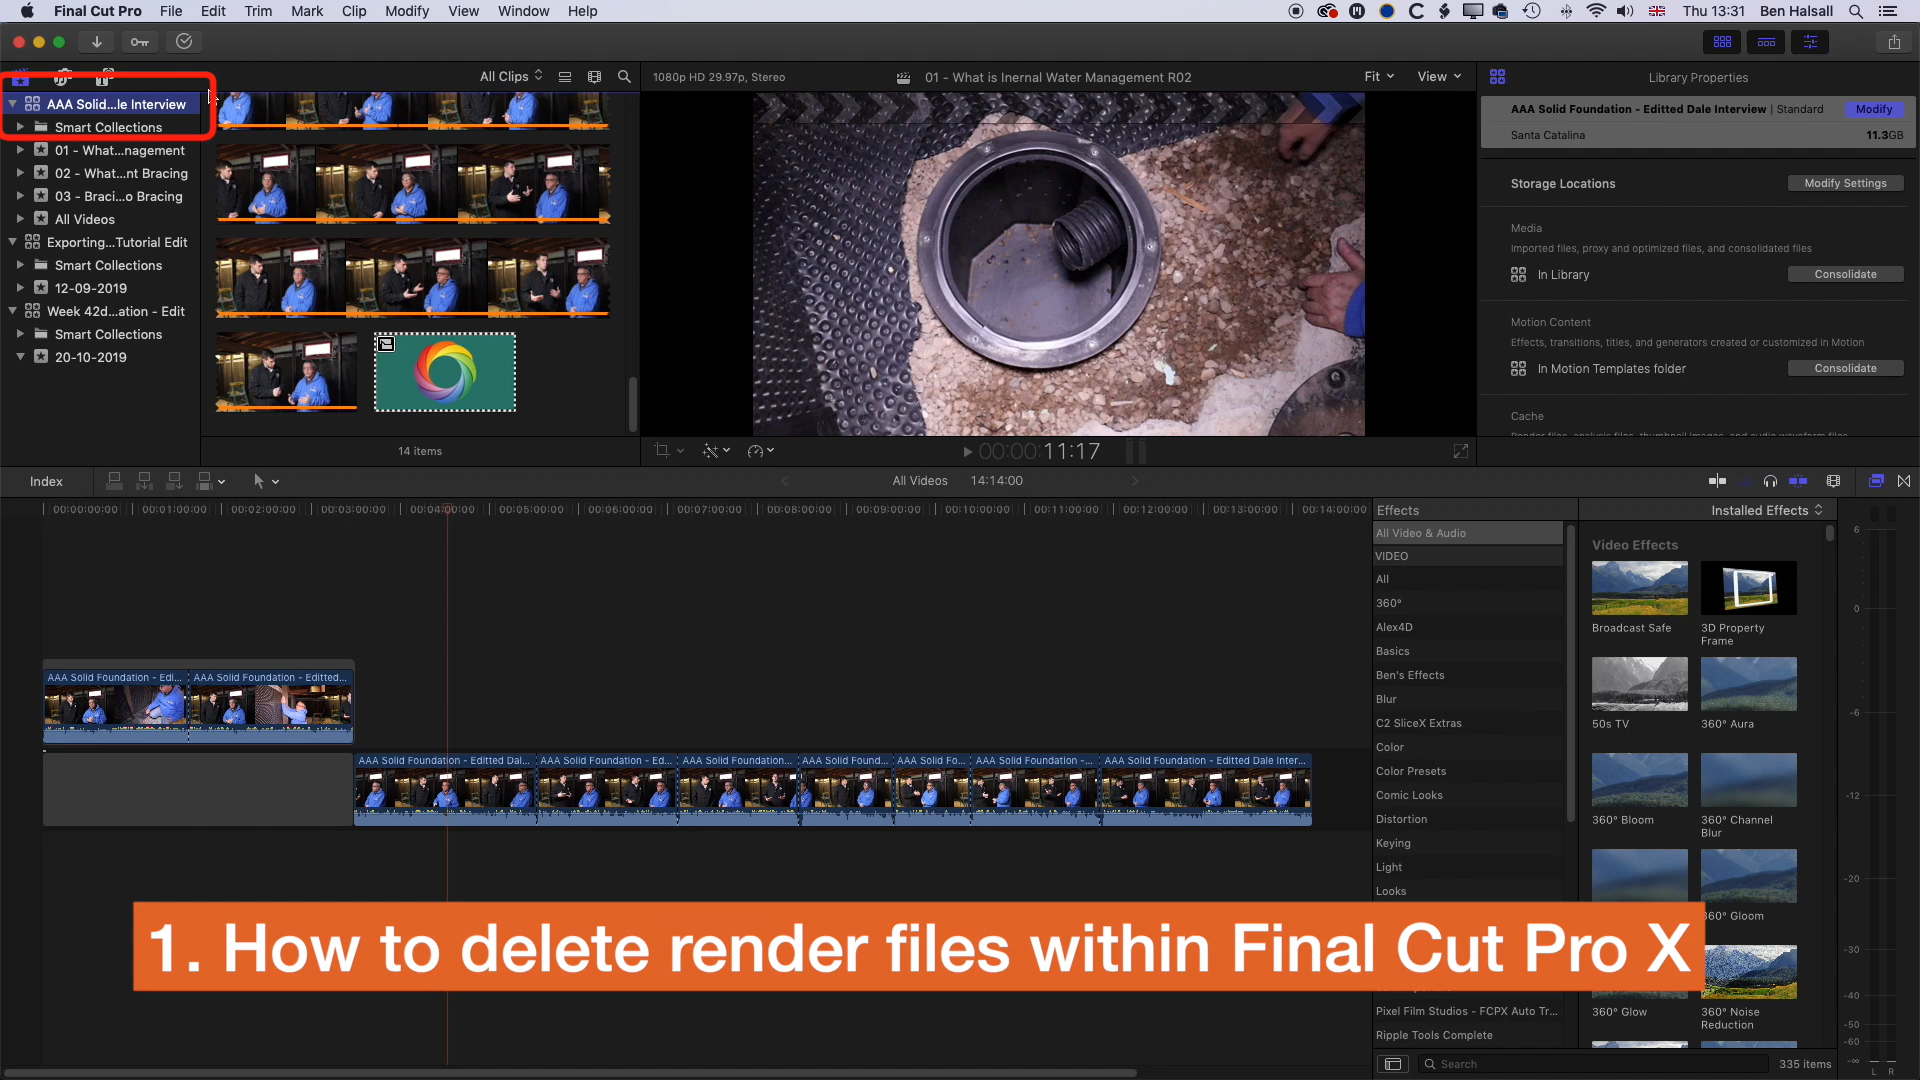 Final Cut Pro File Edit Trim Mark Clip Modify View Window Help Thu 13:31 Ben Halsall
All Clips
1080p HD 29.97p, Stereo
01 - What is Inernal Water Management R02
Fit View
Library Properties
AAA Solid...le Interview
Smart Collections
01 - What...nagement
02 - What...nt Bracing
03 - Braci...o Bracing
All Videos
Exporting...Tutorial Edit
Smart Collections
12-09-2019
Week 42d...ation - Edit
Smart Collections
20-10-2019
14 items
00:00:11:17
AAA Solid Foundation - Editted Dale Interview | Standard Modify
Santa Catalina 11.3GB
Storage Locations Modify Settings
Media
Imported files, proxy and optimized files, and consolidated files
In Library Consolidate
Motion Content
Effects, transitions, titles, and generators created or customized in Motion
In Motion Templates folder Consolidate
Cache
Index
All Videos 14:14:00
00:00:00:00 00:01:00:00 00:02:00:00 00:03:00:00 00:04:00:00 00:05:00:00 00:06:00:00 00:07:00:00 00:08:00:00 00:09:00:00 00:10:00:00 00:11:00:00 00:12:00:00 00:13:00:00 00:14:00:00
AAA Solid Foundation - Edi... AAA Solid Foundation - Editted...
AAA Solid Foundation - Editted Dal... AAA Solid Foundation - Ed... AAA Solid Foundation... AAA Solid Found... AAA Solid Fo... AAA Solid Foundation -... AAA Solid Foundation - Editted Dale Inter...
Effects
All Video & Audio
VIDEO
All
360°
Alex4D
Basics
Ben's Effects
Blur
C2 SliceX Extras
Color
Color Presets
Comic Looks
Distortion
Keying
Light
Looks
Pixel Film Studios - FCPX Auto Tr...
Ripple Tools Complete
Installed Effects
Video Effects
Broadcast Safe
3D Property Frame
50s TV
360° Aura
360° Bloom
360° Channel Blur
360° Gloom
360° Glow
360° Noise Reduction
Search
335 items
6
0
-6
-12
-20
-30
-40
-50
-60
-∞
L R
1. How to delete render files within Final Cut Pro X